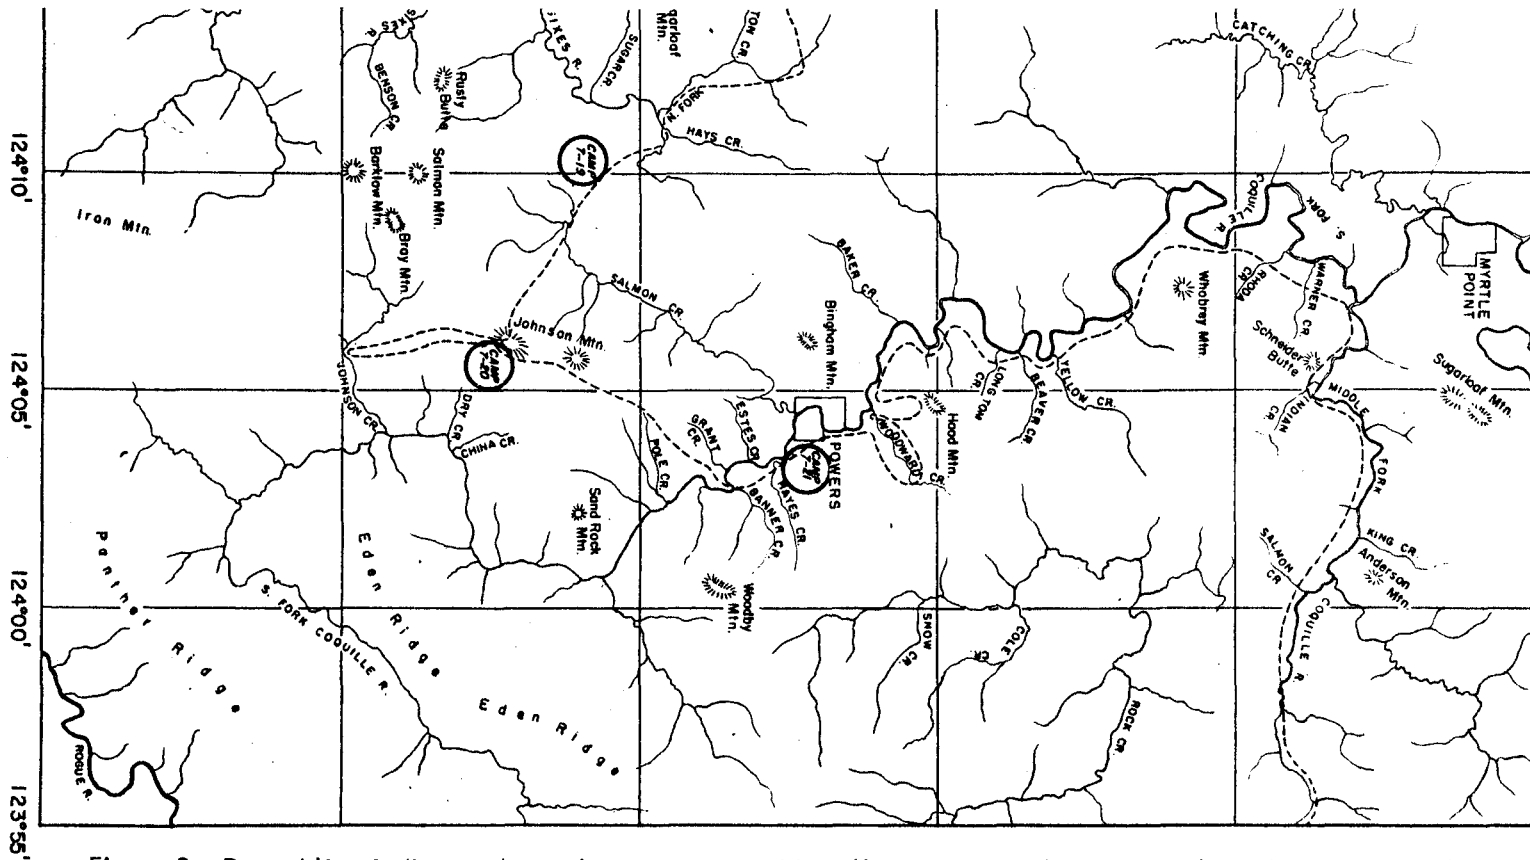 SIXES
R.
SIXES R.
SUGAR CR.
Mtn.
TON CR.
CATCHING CR.
BENSON CR.
Rusty
Butte
N. FORK
HAYS CR.
124°10'
Barklow Mtn.
Salmon Mtn.
CAMP
7-19
Iron Mtn.
Bray Mtn.
COQUILLE R.
S. FORK
MYRTLE
POINT
BAKER CR.
SALMON CR.
Bingham Mtn.
Whobrey Mtn.
RHODA
CR.
WARNER CR.
Schneider
Butte
Sugarloaf Mtn.
Johnson Mtn.
CAMP
7-20
124°05'
JOHNSON CR.
DRY CR.
CHINA CR.
POLE CR.
GRANT
CR.
ESTES CR.
POWERS
CAMP
WOODWARD CR.
Hood Mtn.
LONG TOM
CR.
BEAVER CR.
YELLOW CR.
INDIAN
CR.
MIDDLE
FORK
HAYES CR.
BANNER CR.
Sand Rock
Mtn.
KING CR.
SALMON
CR.
Anderson
Mtn.
Panther Ridge
Eden Ridge
124°00'
S. FORK COQUILLE R.
Woodby
Mtn.
SNOW
CR.
COLE
CR.
COQUILLE R.
Eden Ridge
ROCK CR.
ROGUE R.
123°55'